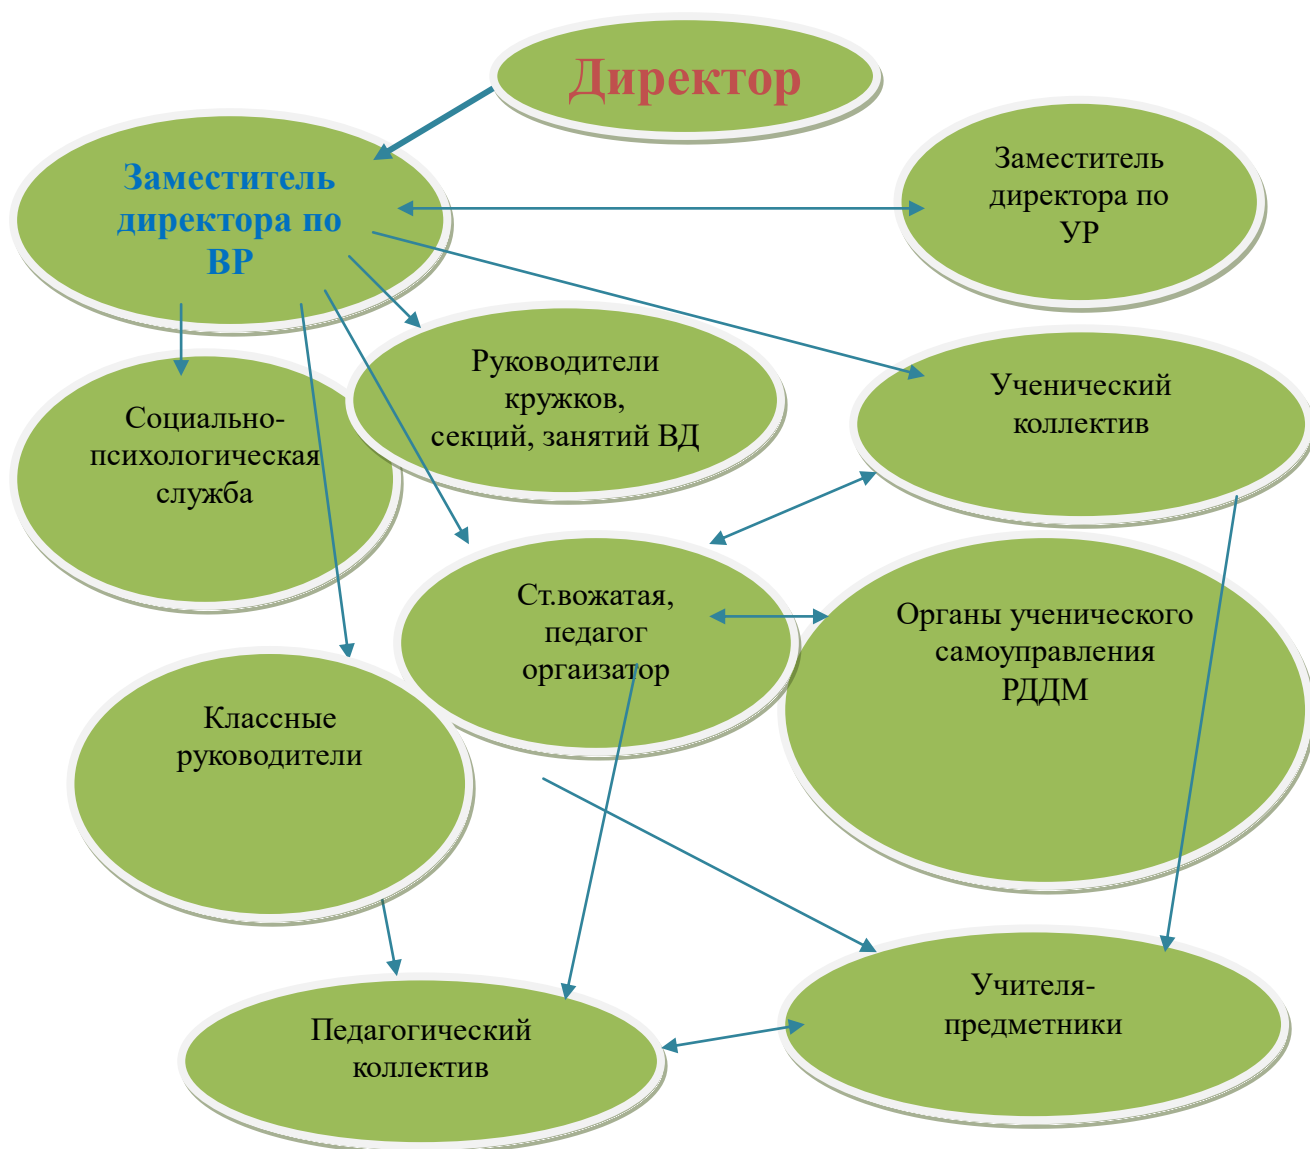 Директор
Заместитель
директора по
ВР
Заместитель
директора по
УР
Руководители
кружков,
секций, занятий ВД
Ученический
коллектив
Социально-
психологическая
служба
Ст.вожатая,
педагог
оргаизатор
Органы ученического
самоуправления
РДДМ
Классные
руководители
Учителя-
предметники
Педагогический
коллектив